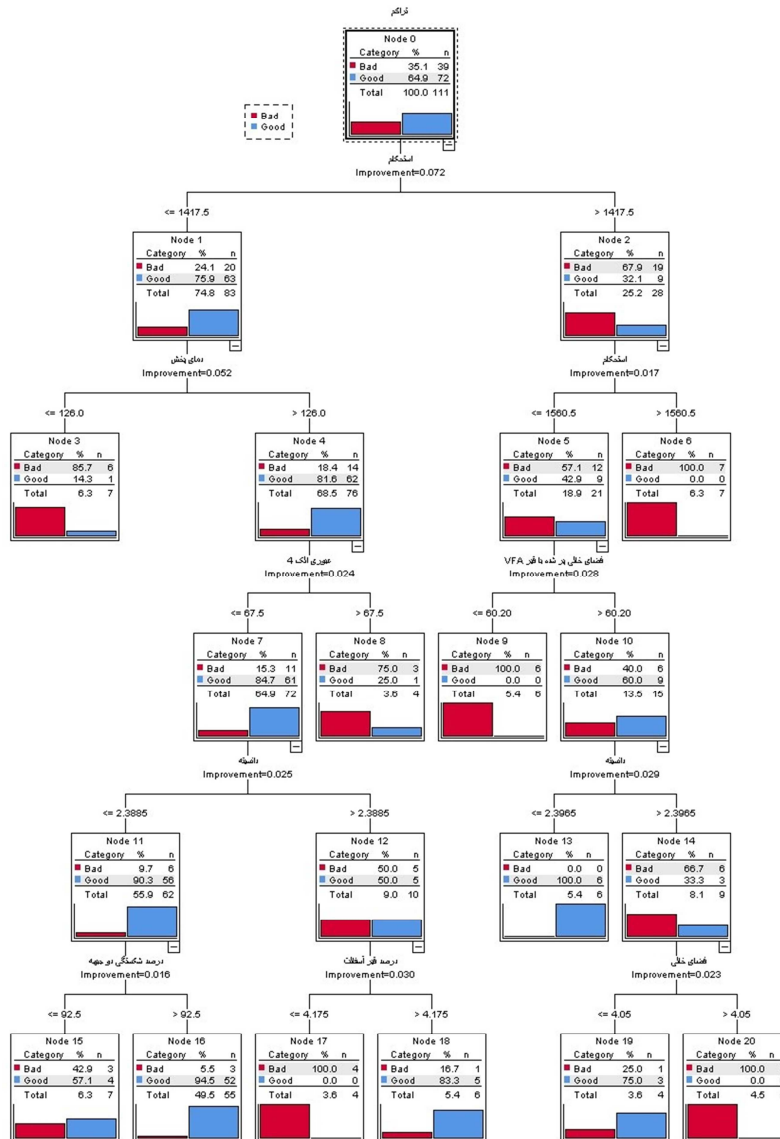 تراکم
Node 0
Category % n
Bad 35.1 39
Good 64.9 72
Total 100.0 111
Bad
Good
استحکام
Improvement=0.072
<= 1417.5
> 1417.5
Node 1
Category % n
Bad 24.1 20
Good 75.9 63
Total 74.8 83
Node 2
Category % n
Bad 67.9 19
Good 32.1 9
Total 25.2 28
دمای پخش
Improvement=0.052
استحکام
Improvement=0.017
<= 126.0
> 126.0
<= 1560.5
> 1560.5
Node 3
Category % n
Bad 85.7 6
Good 14.3 1
Total 6.3 7
Node 4
Category % n
Bad 18.4 14
Good 81.6 62
Total 68.5 76
Node 5
Category % n
Bad 57.1 12
Good 42.9 9
Total 18.9 21
Node 6
Category % n
Bad 100.0 7
Good 0.0 0
Total 6.3 7
عبوری الک 4
Improvement=0.024
فضای خالی پر شده با قیر VFA
Improvement=0.028
<= 67.5
> 67.5
<= 60.20
> 60.20
Node 7
Category % n
Bad 15.3 11
Good 84.7 61
Total 64.9 72
Node 8
Category % n
Bad 75.0 3
Good 25.0 1
Total 3.6 4
Node 9
Category % n
Bad 100.0 6
Good 0.0 0
Total 5.4 6
Node 10
Category % n
Bad 40.0 6
Good 60.0 9
Total 13.5 15
دانسیته
Improvement=0.025
دانسیته
Improvement=0.029
<= 2.3885
> 2.3885
<= 2.3965
> 2.3965
Node 11
Category % n
Bad 9.7 6
Good 90.3 56
Total 55.9 62
Node 12
Category % n
Bad 50.0 5
Good 50.0 5
Total 9.0 10
Node 13
Category % n
Bad 0.0 0
Good 100.0 6
Total 5.4 6
Node 14
Category % n
Bad 66.7 6
Good 33.3 3
Total 8.1 9
درصد شکستگی دو جبهه
Improvement=0.016
درصد قیر آسفالت
Improvement=0.030
فضای خالی
Improvement=0.023
<= 92.5
> 92.5
<= 4.175
> 4.175
<= 4.05
> 4.05
Node 15
Category % n
Bad 42.9 3
Good 57.1 4
Total 6.3 7
Node 16
Category % n
Bad 5.5 3
Good 94.5 52
Total 49.5 55
Node 17
Category % n
Bad 100.0 4
Good 0.0 0
Total 3.6 4
Node 18
Category % n
Bad 16.7 1
Good 83.3 5
Total 5.4 6
Node 19
Category % n
Bad 25.0 1
Good 75.0 3
Total 3.6 4
Node 20
Category %
Bad 100.0
Good 0.0
Total 4.5